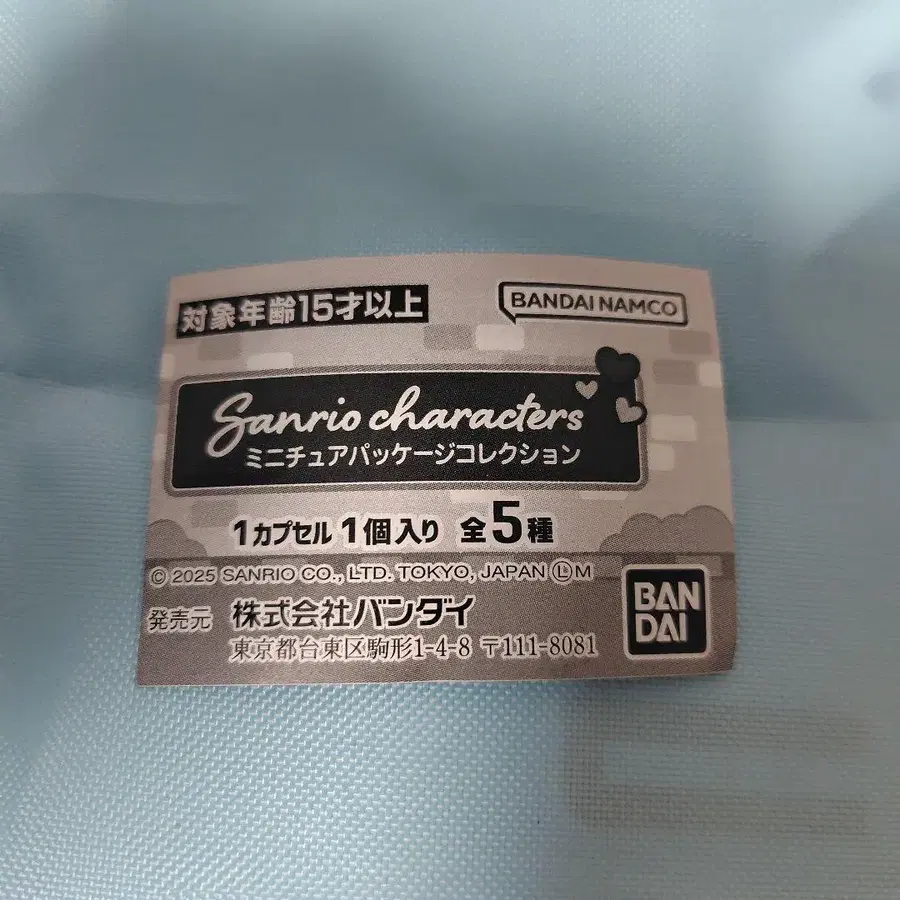 対象年齢15才以上
BANDAI NAMCO
Sanrio characters
ミニチュアパッケージコレクション
1カプセル1個入り 全5種
© 2025 SANRIO CO., LTD. TOKYO, JAPAN Ⓛ M
発売元 株式会社バンダイ
東京都台東区駒形1-4-8 〒111-8081
BAN
DAI